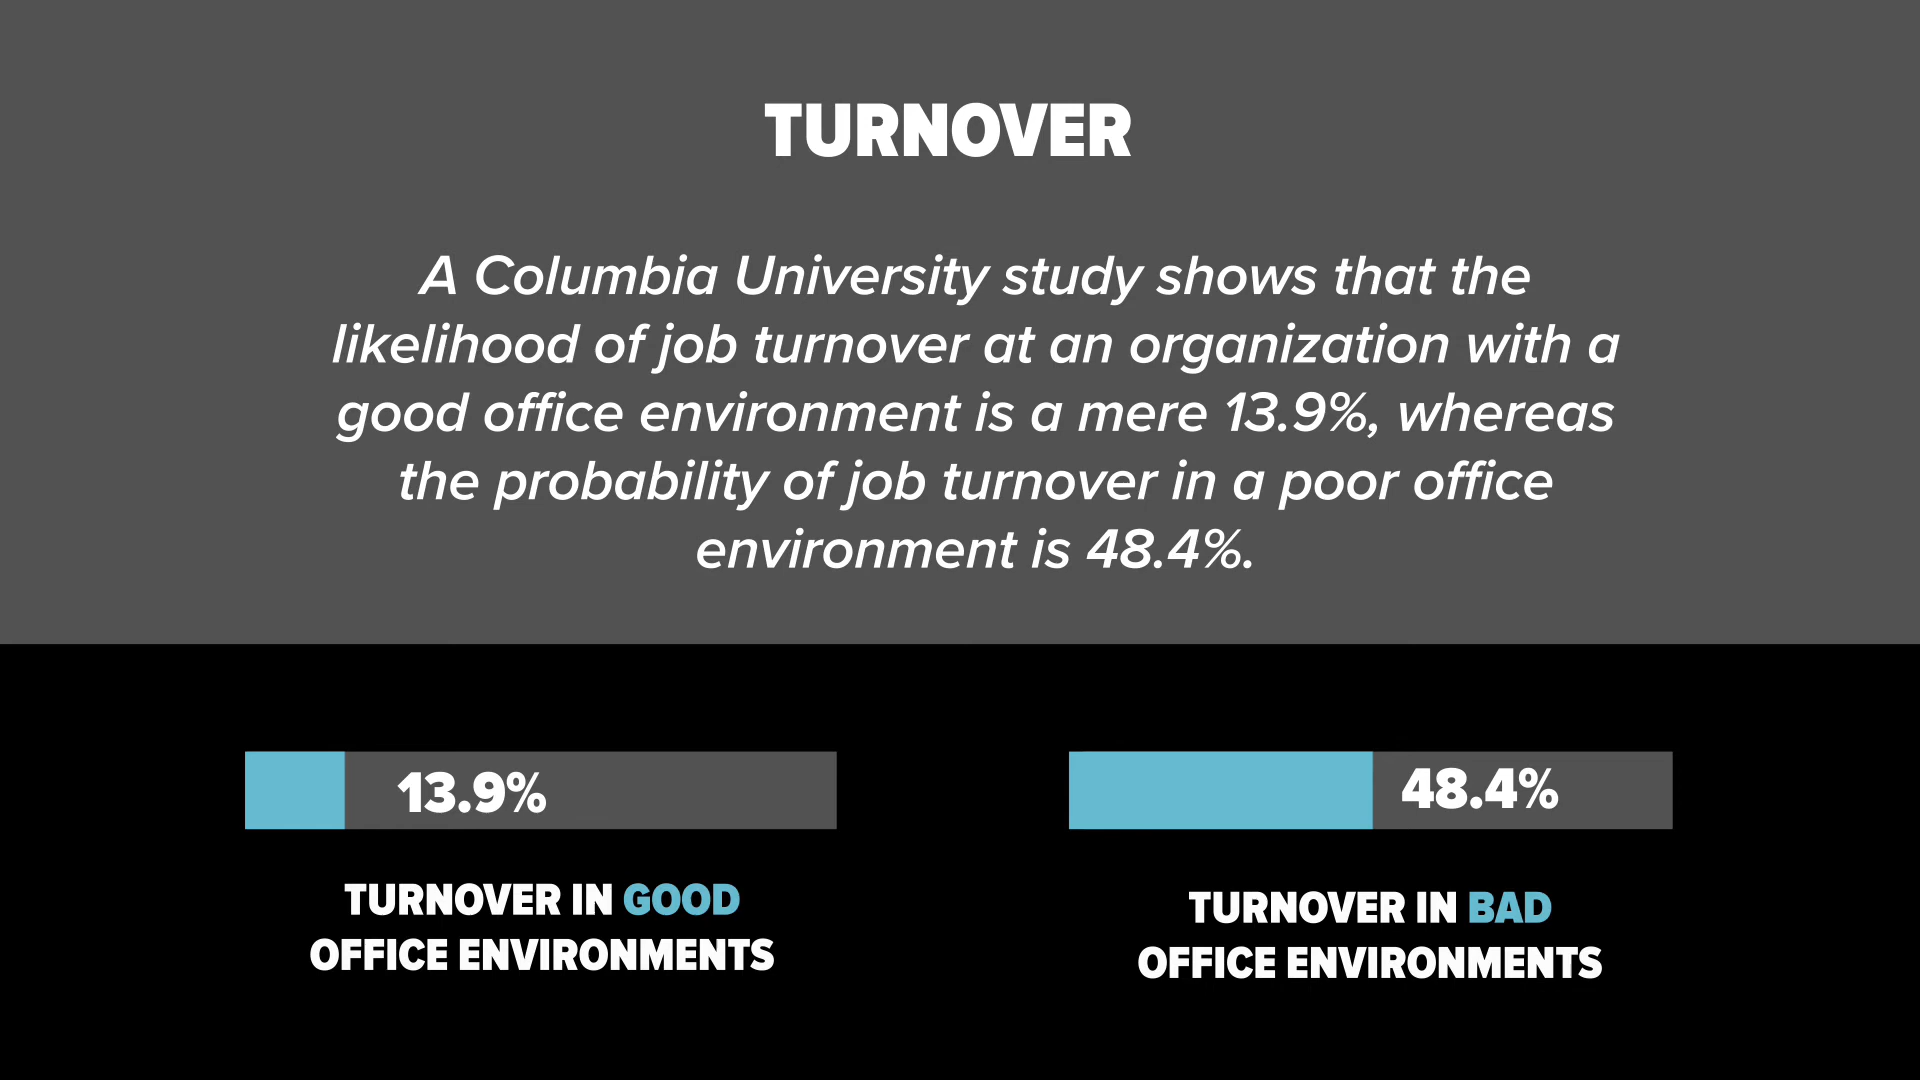 TURNOVER
A Columbia University study shows that the
likelihood of job turnover at an organization with a
good office environment is a mere 13.9%, whereas
the probability of job turnover in a poor office
environment is 48.4%.
13.9%
TURNOVER IN GOOD
OFFICE ENVIRONMENTS
48.4%
TURNOVER IN BAD
OFFICE ENVIRONMENTS